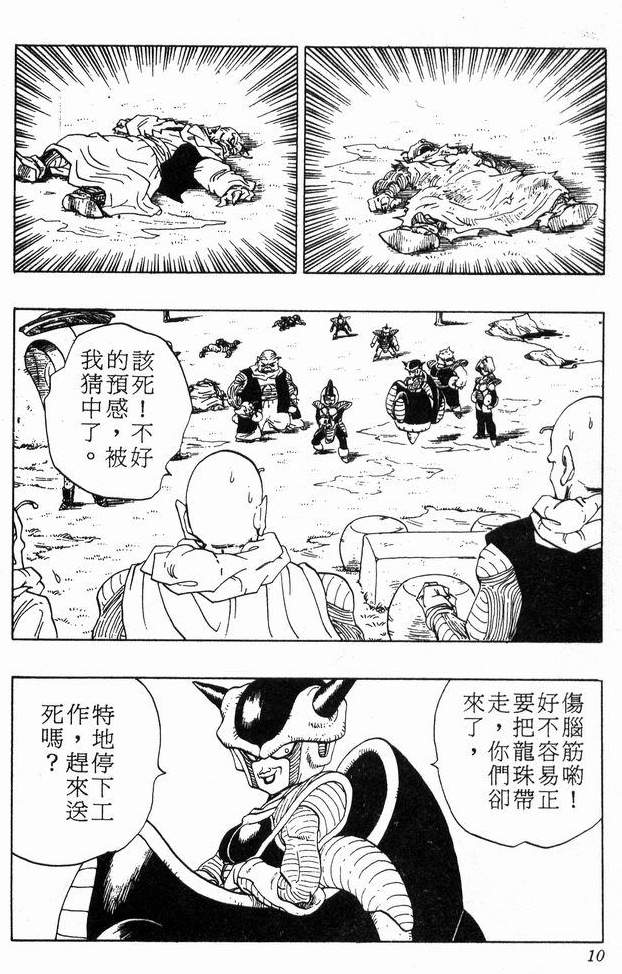 該死！不好
的預感，被
我猜中了。
傷腦筋喲！
好不容易正
要把龍珠帶
走，你們卻
來了，
特地停下工
作，趕來送
死嗎？
10